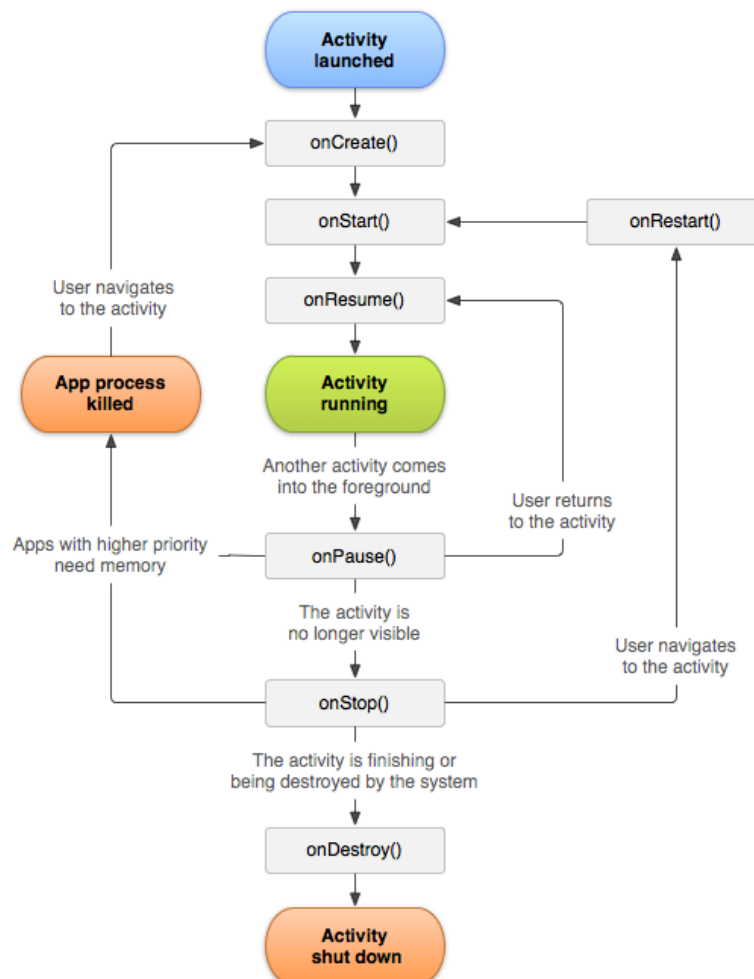 Activity
launched
onCreate()
onStart()
onRestart()
User navigates
to the activity
onResume()
App process
killed
Activity
running
Another activity comes
into the foreground
User returns
to the activity
Apps with higher priority
need memory
onPause()
The activity is
no longer visible
User navigates
to the activity
onStop()
The activity is finishing or
being destroyed by the system
onDestroy()
Activity
shut down